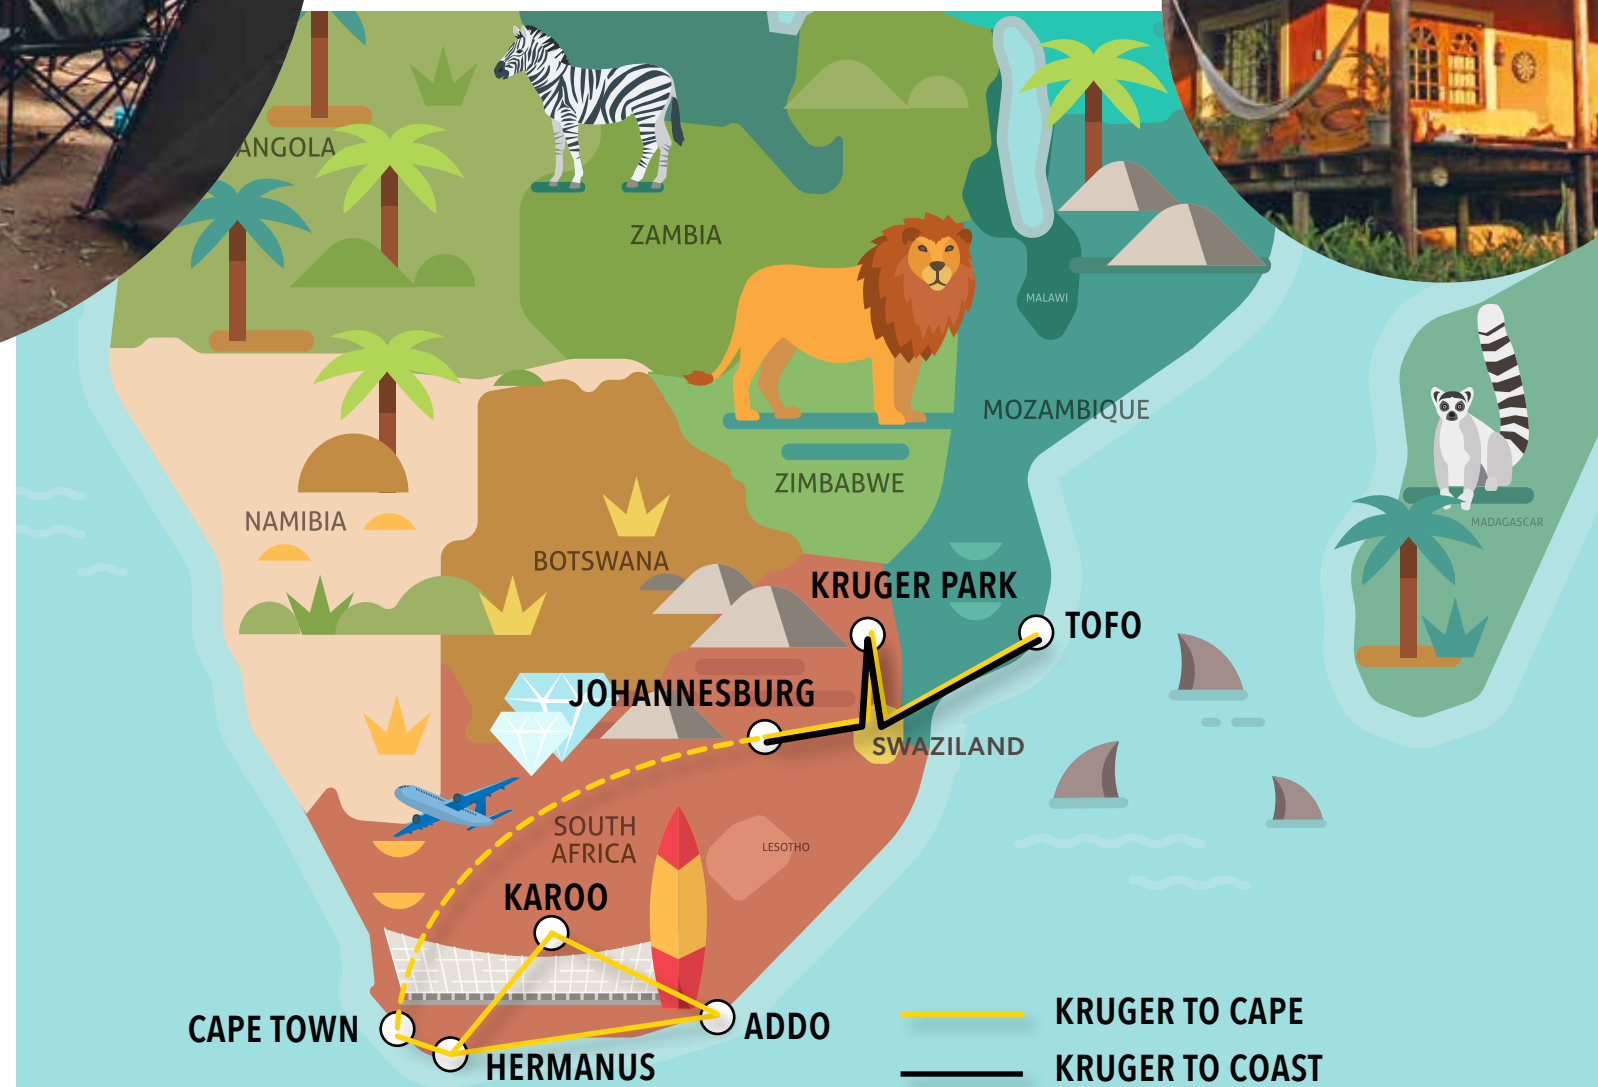 ANGOLA
ZAMBIA
MALAWI
MOZAMBIQUE
ZIMBABWE
NAMIBIA
MADAGASCAR
BOTSWANA
KRUGER PARK
TOFO
JOHANNESBURG
SWAZILAND
SOUTH
AFRICA
LESOTHO
KAROO
CAPE TOWN
ADDO
HERMANUS
KRUGER TO CAPE
KRUGER TO COAST